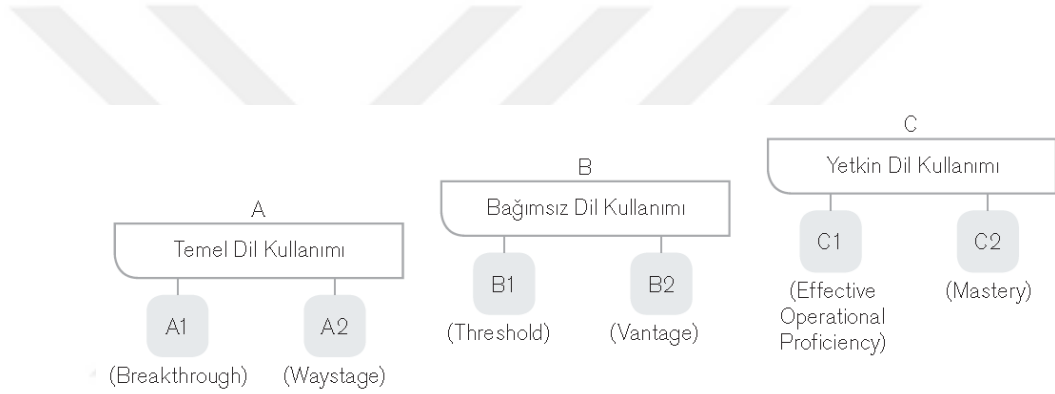 A
Temel Dil Kullanımı
A1
A2
(Breakthrough)
(Waystage)
B
Bağımsız Dil Kullanımı
B1
B2
(Threshold)
(Vantage)
C
Yetkin Dil Kullanımı
C1
C2
(Effective
Operational
Proficiency)
(Mastery)